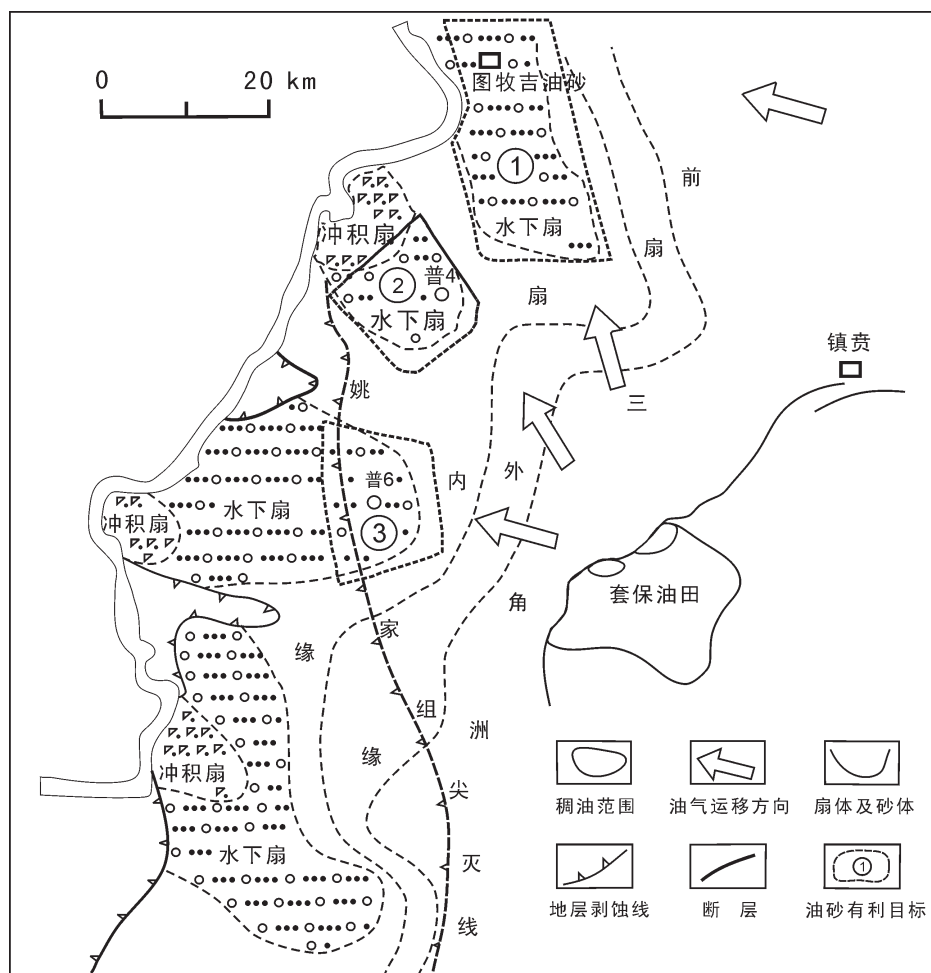 0 20 km
图牧吉油砂
①
水下扇
前
扇
扇
三
冲积扇
②
普4
水下扇
镇赉
姚
内
外
角
普6
③
水下扇
冲积扇
套保油田
家
缘
组
洲
缘
尖
灭
线
冲积扇
水下扇
稠油范围
油气运移方向
扇体及砂体
①
地层剥蚀线
断 层
油砂有利目标